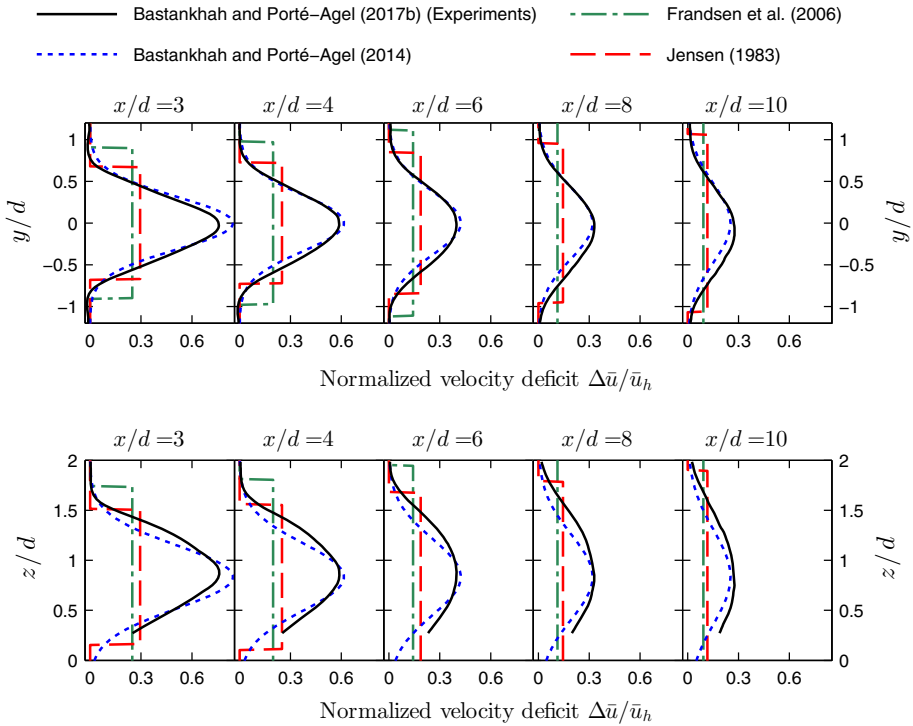 Bastankhah and Porté−Agel (2017b) (Experiments)
Frandsen et al. (2006)
Bastankhah and Porté−Agel (2014)
Jensen (1983)
x/d = 3
x/d = 4
x/d = 6
x/d = 8
x/d = 10
1
0.5
0
−0.5
−1
y/d
1
0.5
0
−0.5
−1
y/d
0 0.3 0.6 0 0.3 0.6 0 0.3 0.6 0 0.3 0.6 0 0.3 0.6
Normalized velocity deficit Δū/ū_h
x/d = 3
x/d = 4
x/d = 6
x/d = 8
x/d = 10
2
1.5
1
0.5
0
z/d
2
1.5
1
0.5
0
z/d
0 0.3 0.6 0 0.3 0.6 0 0.3 0.6 0 0.3 0.6 0 0.3 0.6
Normalized velocity deficit Δū/ū_h